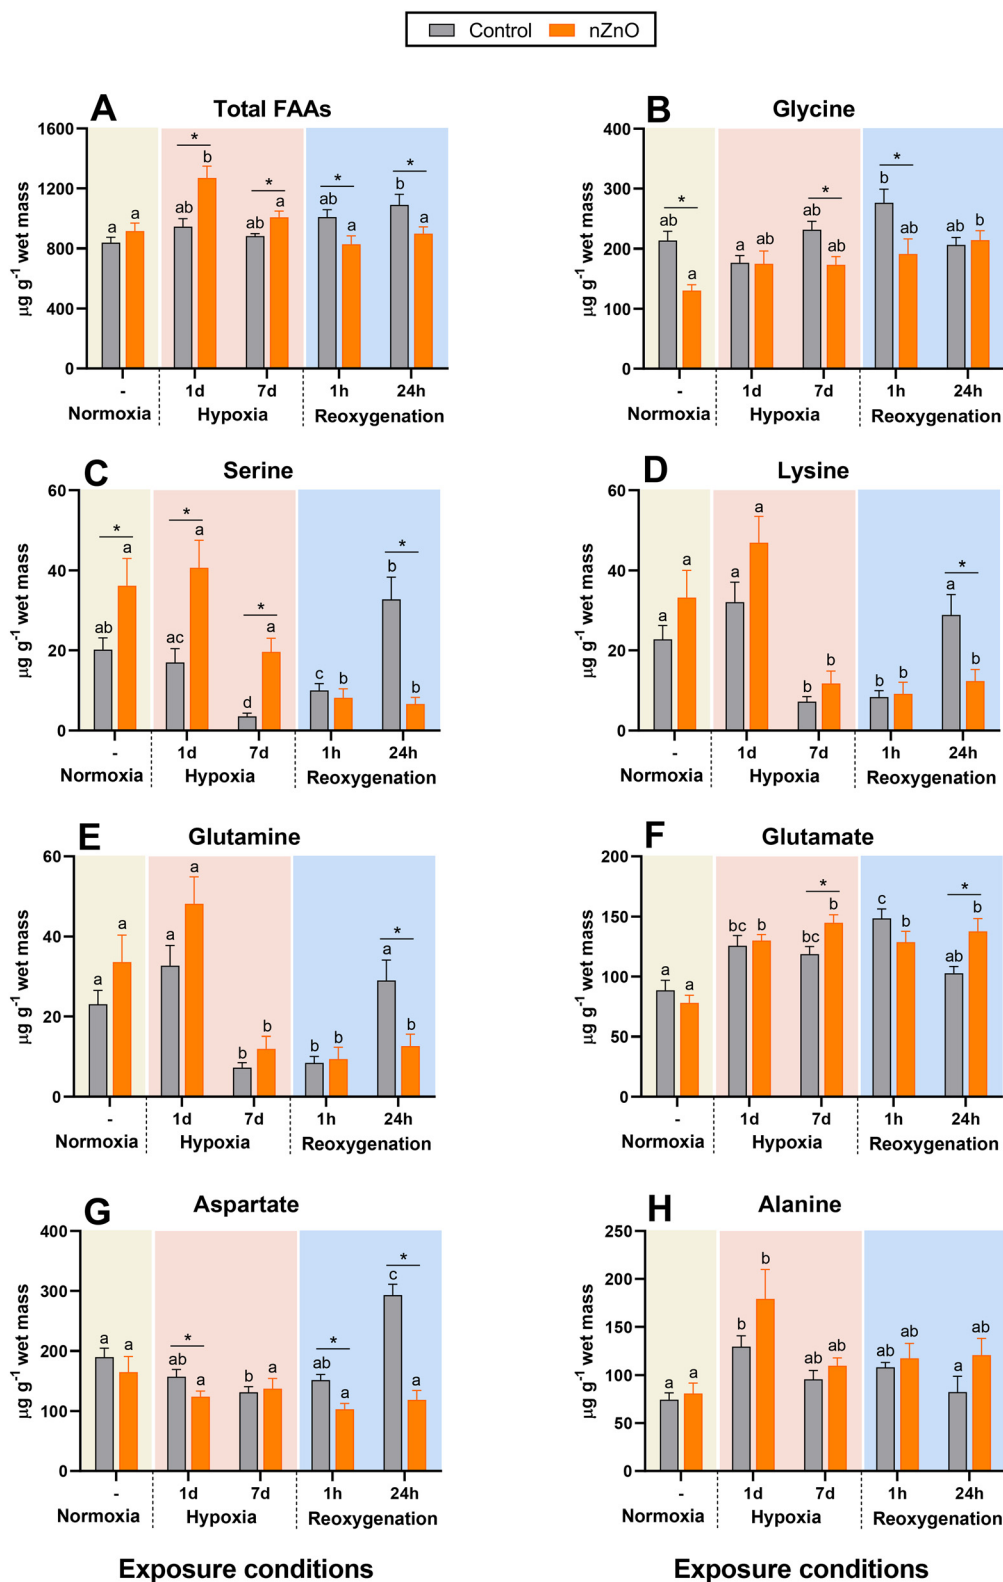 Control nZnO
A Total FAAs
B Glycine
1600
1200
800
400
0
µg g-1 wet mass
a a ab * b ab * a ab * a b * a
- 1d 7d 1h 24h
Normoxia Hypoxia Reoxygenation
400
300
200
100
0
µg g-1 wet mass
ab * a a ab ab * ab b * ab ab b
- 1d 7d 1h 24h
Normoxia Hypoxia Reoxygenation
C Serine
D Lysine
60
40
20
0
µg g-1 wet mass
ab * a ac * a d * a c b b * b
- 1d 7d 1h 24h
Normoxia Hypoxia Reoxygenation
60
40
20
0
µg g-1 wet mass
a a a a b b b b a * b
- 1d 7d 1h 24h
Normoxia Hypoxia Reoxygenation
E Glutamine
F Glutamate
60
40
20
0
µg g-1 wet mass
a a a a b b b b a * b
- 1d 7d 1h 24h
Normoxia Hypoxia Reoxygenation
200
150
100
50
0
µg g-1 wet mass
a a bc b bc * b c b ab * b
- 1d 7d 1h 24h
Normoxia Hypoxia Reoxygenation
G Aspartate
H Alanine
400
300
200
100
0
µg g-1 wet mass
a a ab * a b a ab * a c * a
- 1d 7d 1h 24h
Normoxia Hypoxia Reoxygenation
250
200
150
100
50
0
µg g-1 wet mass
a a b b ab ab ab ab a ab
- 1d 7d 1h 24h
Normoxia Hypoxia Reoxygenation
Exposure conditions
Exposure conditions